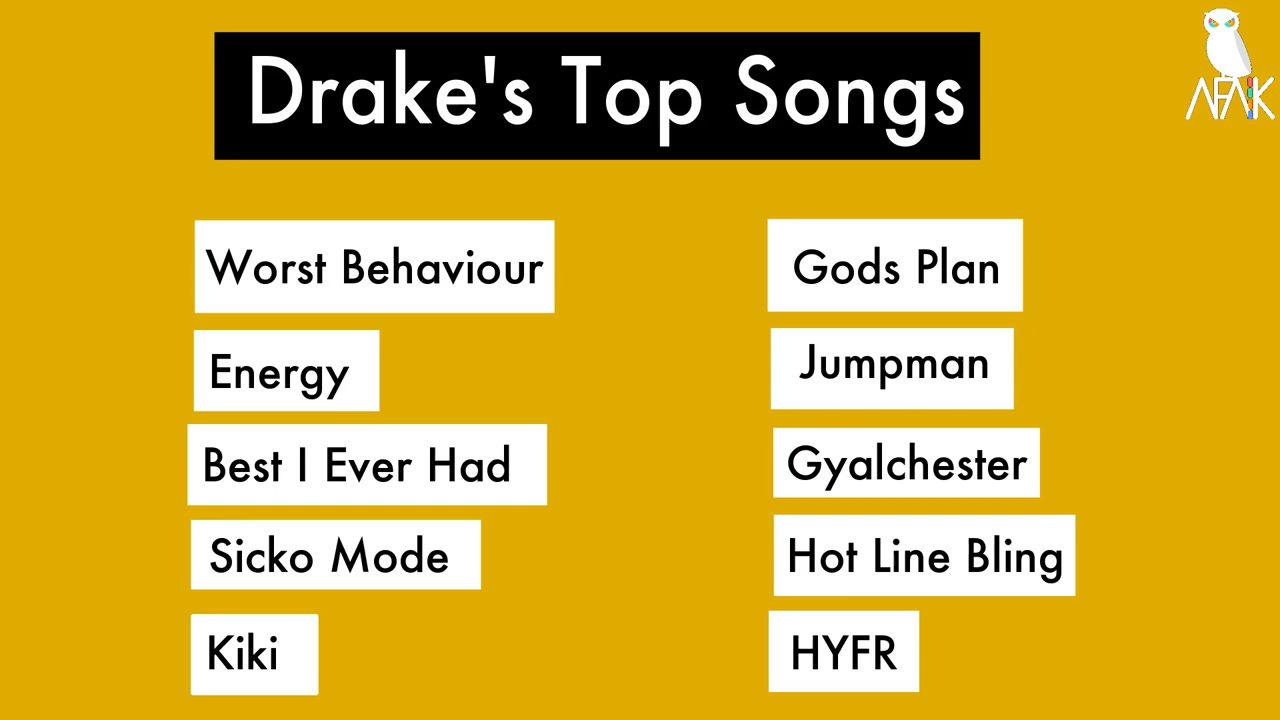 Drake's Top Songs
AFAIK
Worst Behaviour
Energy
Best I Ever Had
Sicko Mode
Kiki
Gods Plan
Jumpman
Gyalchester
Hot Line Bling
HYFR